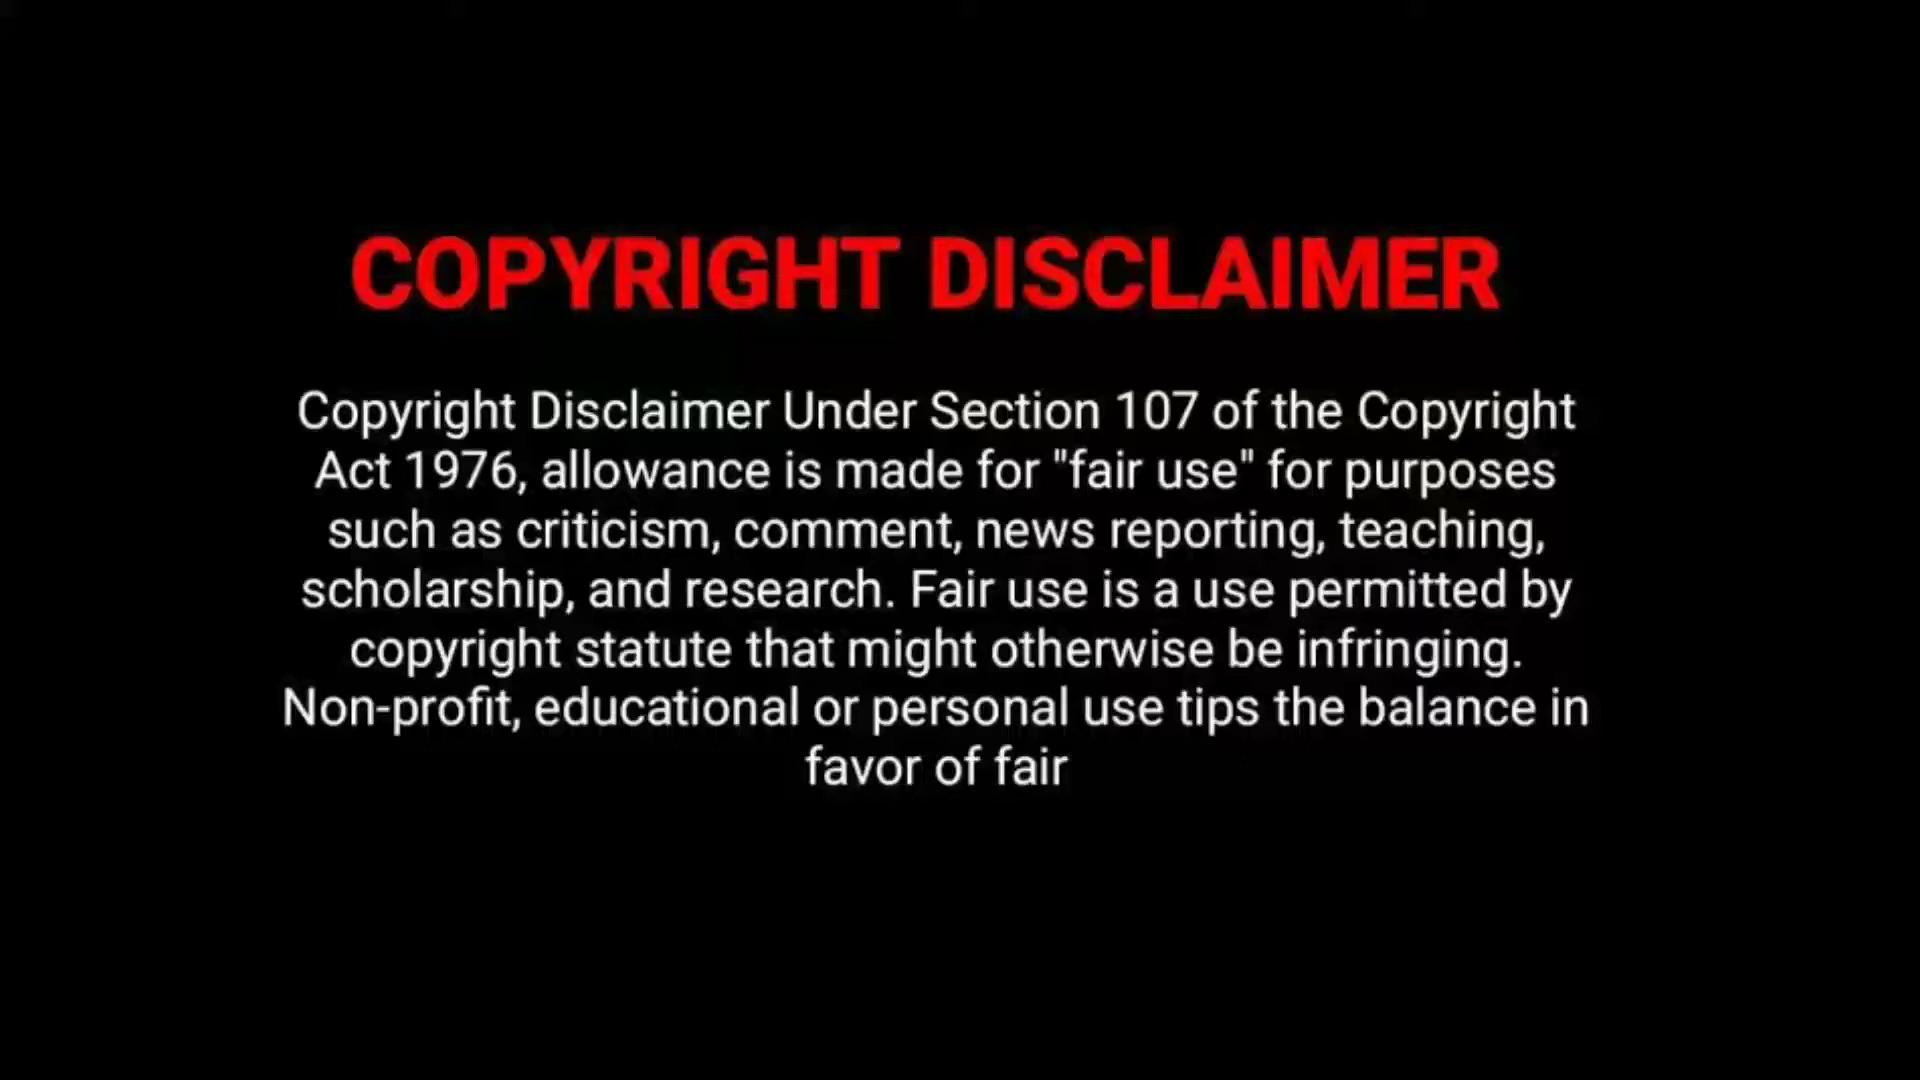 COPYRIGHT DISCLAIMER
Copyright Disclaimer Under Section 107 of the Copyright
Act 1976, allowance is made for "fair use" for purposes
such as criticism, comment, news reporting, teaching,
scholarship, and research. Fair use is a use permitted by
copyright statute that might otherwise be infringing.
Non-profit, educational or personal use tips the balance in
favor of fair